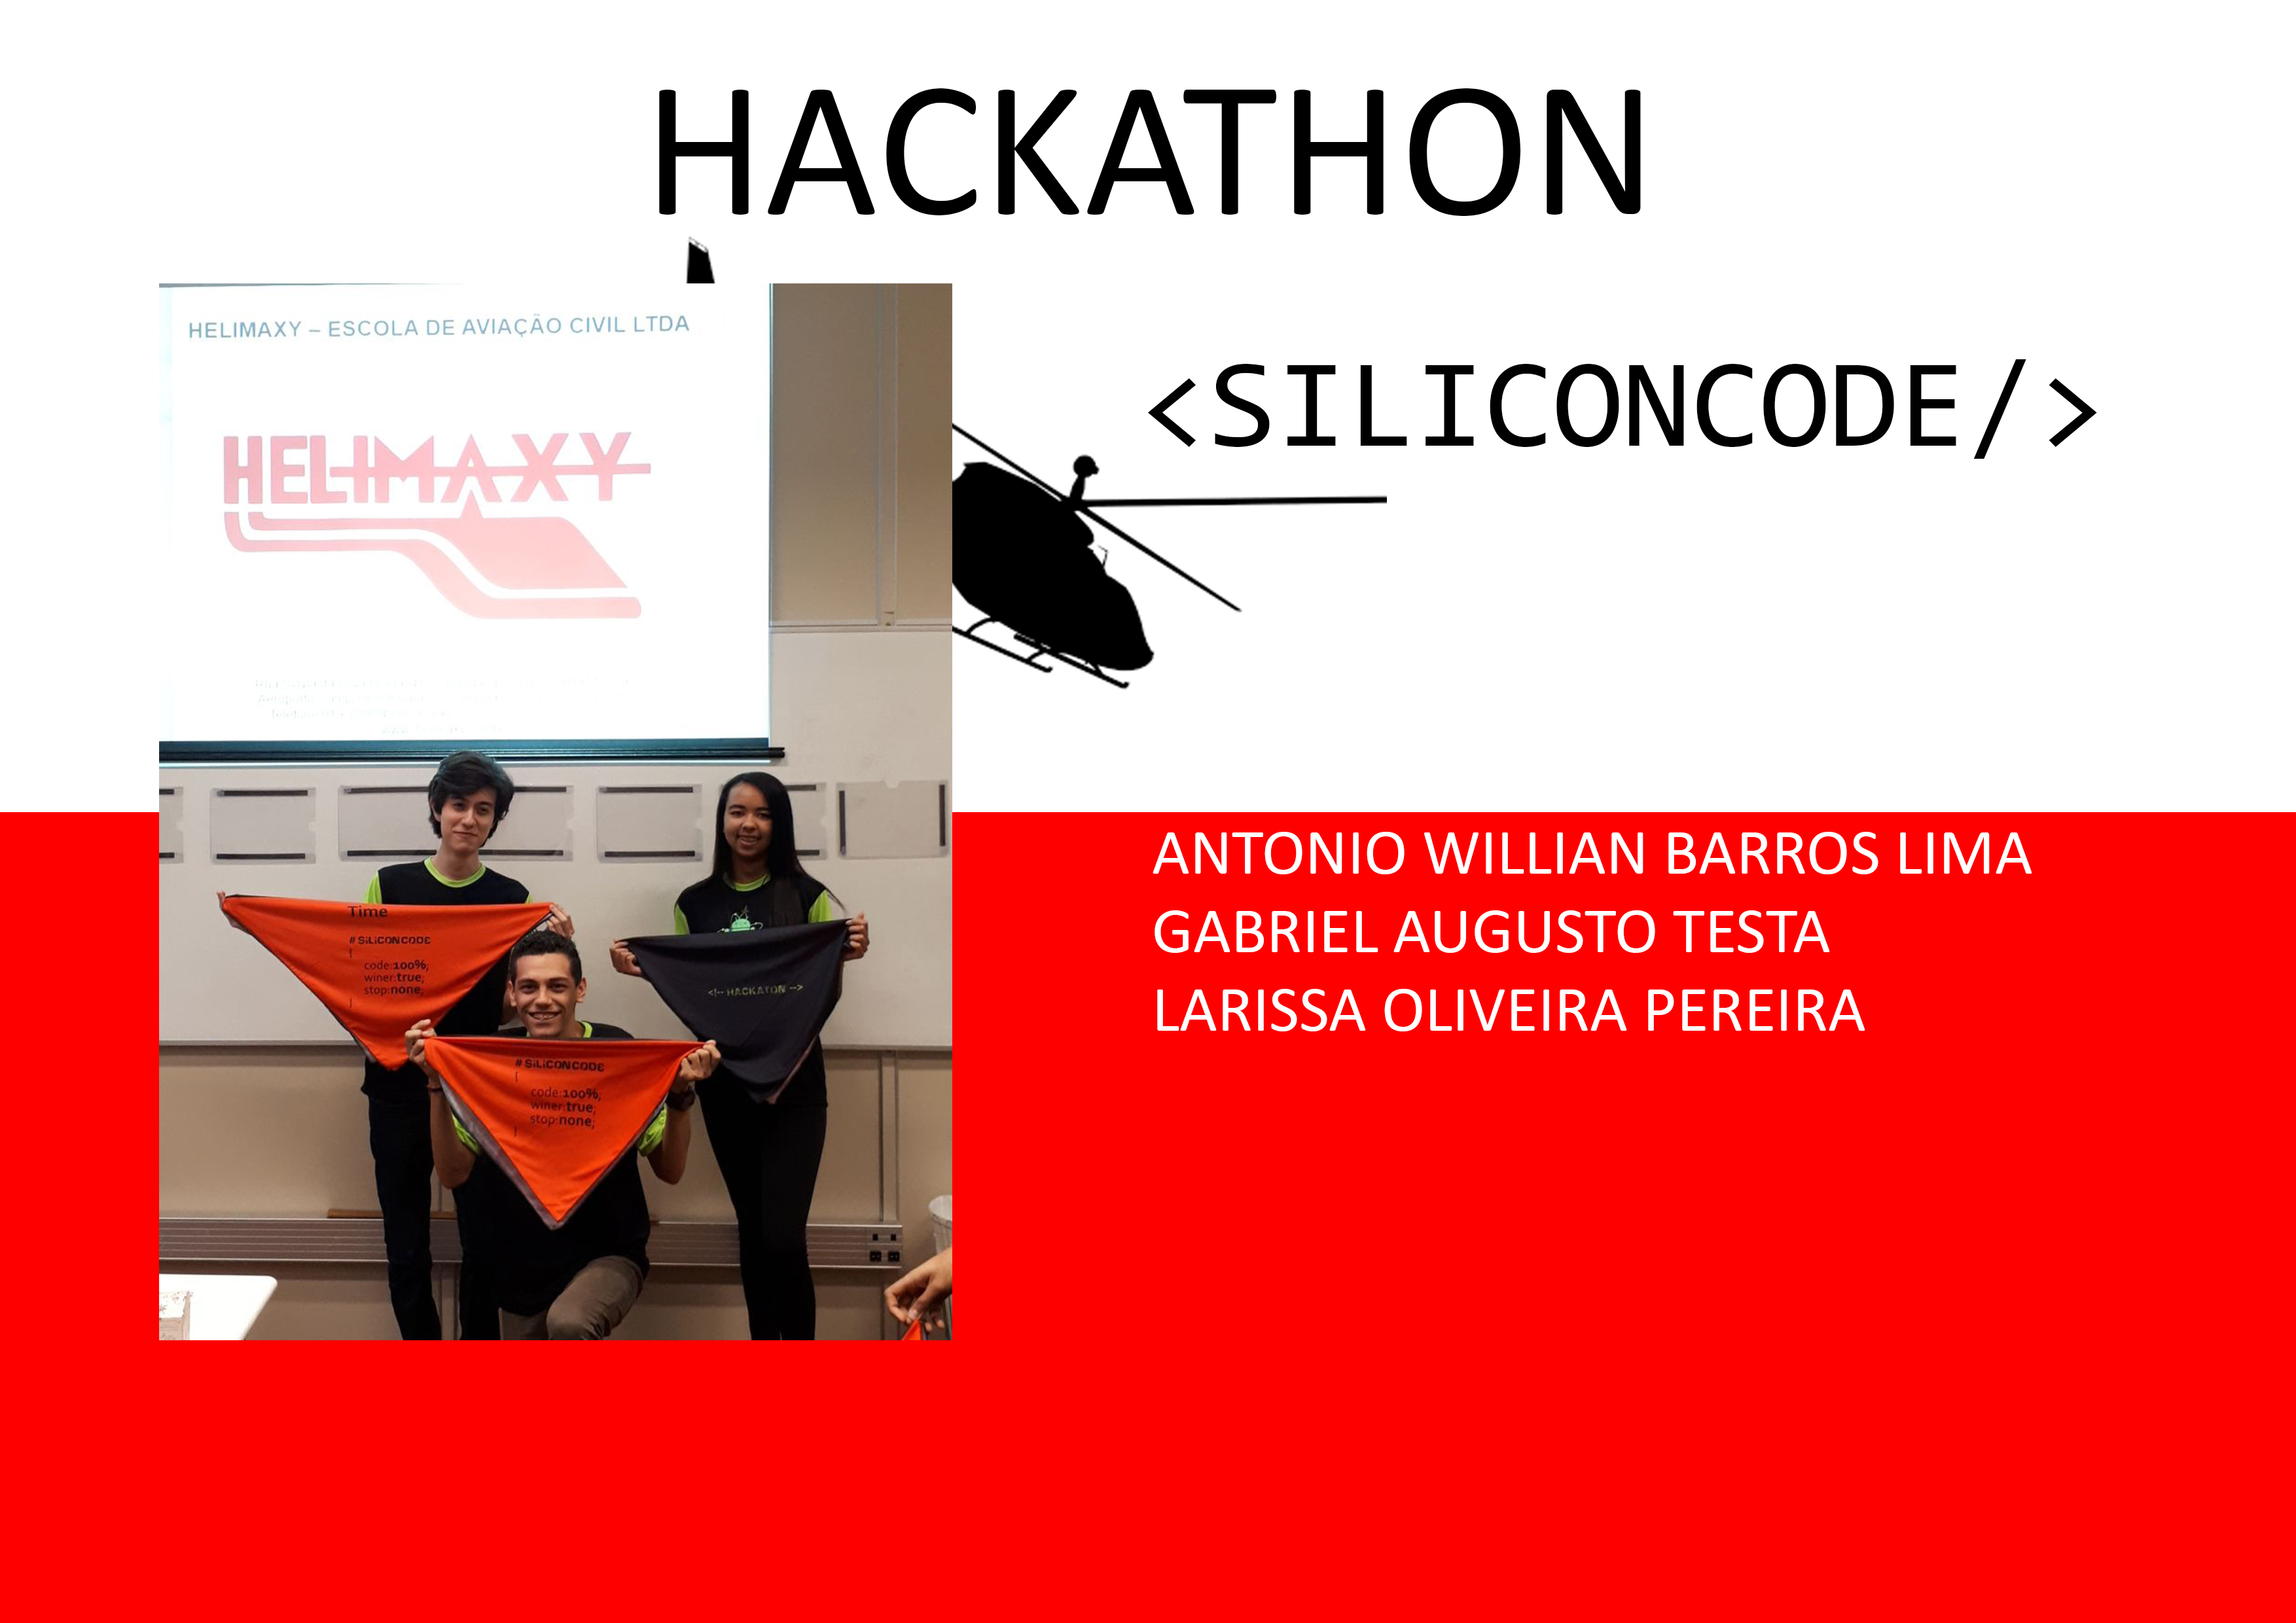 HACKATHON
HELIMAXY – ESCOLA DE AVIAÇÃO CIVIL LTDA
HELIMAXY
<SILICONCODE/>
ANTONIO WILLIAN BARROS LIMA
GABRIEL AUGUSTO TESTA
LARISSA OLIVEIRA PEREIRA
Time
#SiLiCONCODE
{
code:100%;
winer:true;
stop:none;
}
<!-- HACKATON -->
#SiLiCONCODE
{
code:100%;
winer:true;
stop:none;
}